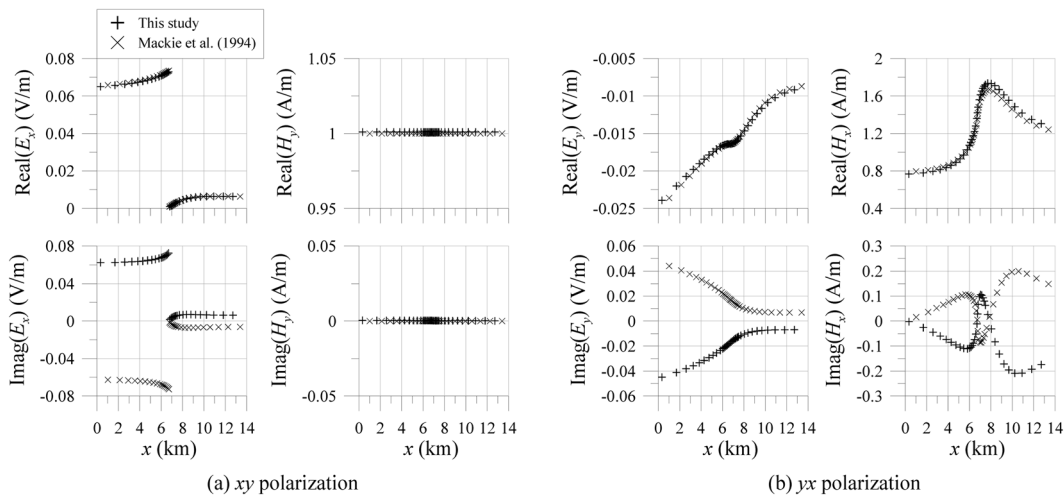 + This study
× Mackie et al. (1994)
Real(Ex) (V/m)
0.08
0.06
0.04
0.02
0
Real(Hy) (A/m)
1.05
1
0.95
Real(Ey) (V/m)
-0.005
-0.01
-0.015
-0.02
-0.025
Real(Hx) (A/m)
2
1.6
1.2
0.8
0.4
Imag(Ex) (V/m)
0.08
0.04
0
-0.04
-0.08
0 2 4 6 8 10 12 14
x (km)
Imag(Hy) (A/m)
0.05
0
-0.05
0 2 4 6 8 10 12 14
x (km)
Imag(Ey) (V/m)
0.06
0.04
0.02
0
-0.02
-0.04
-0.06
0 2 4 6 8 10 12 14
x (km)
Imag(Hx) (A/m)
0.3
0.2
0.1
0
-0.1
-0.2
-0.3
0 2 4 6 8 10 12 14
x (km)
(a) xy polarization
(b) yx polarization